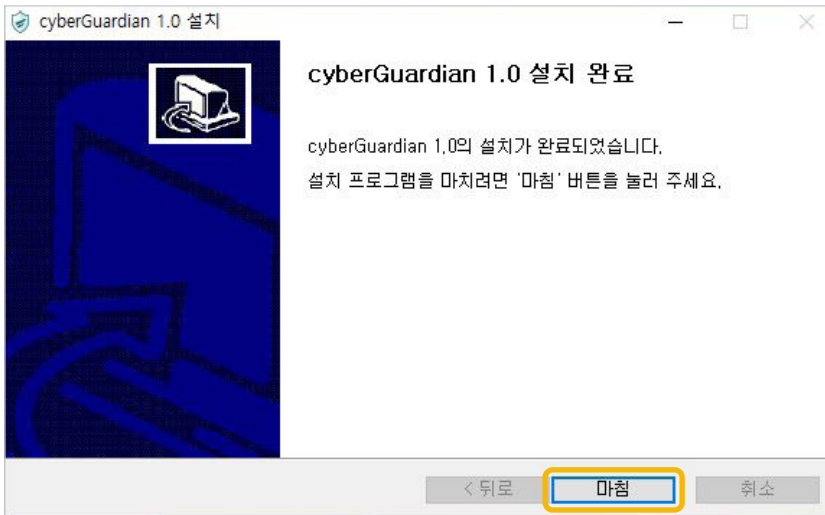 cyberGuardian 1.0 설치
cyberGuardian 1.0 설치 완료
cyberGuardian 1.0의 설치가 완료되었습니다.
설치 프로그램을 마치려면 '마침' 버튼을 눌러 주세요.
< 뒤로 마침 취소